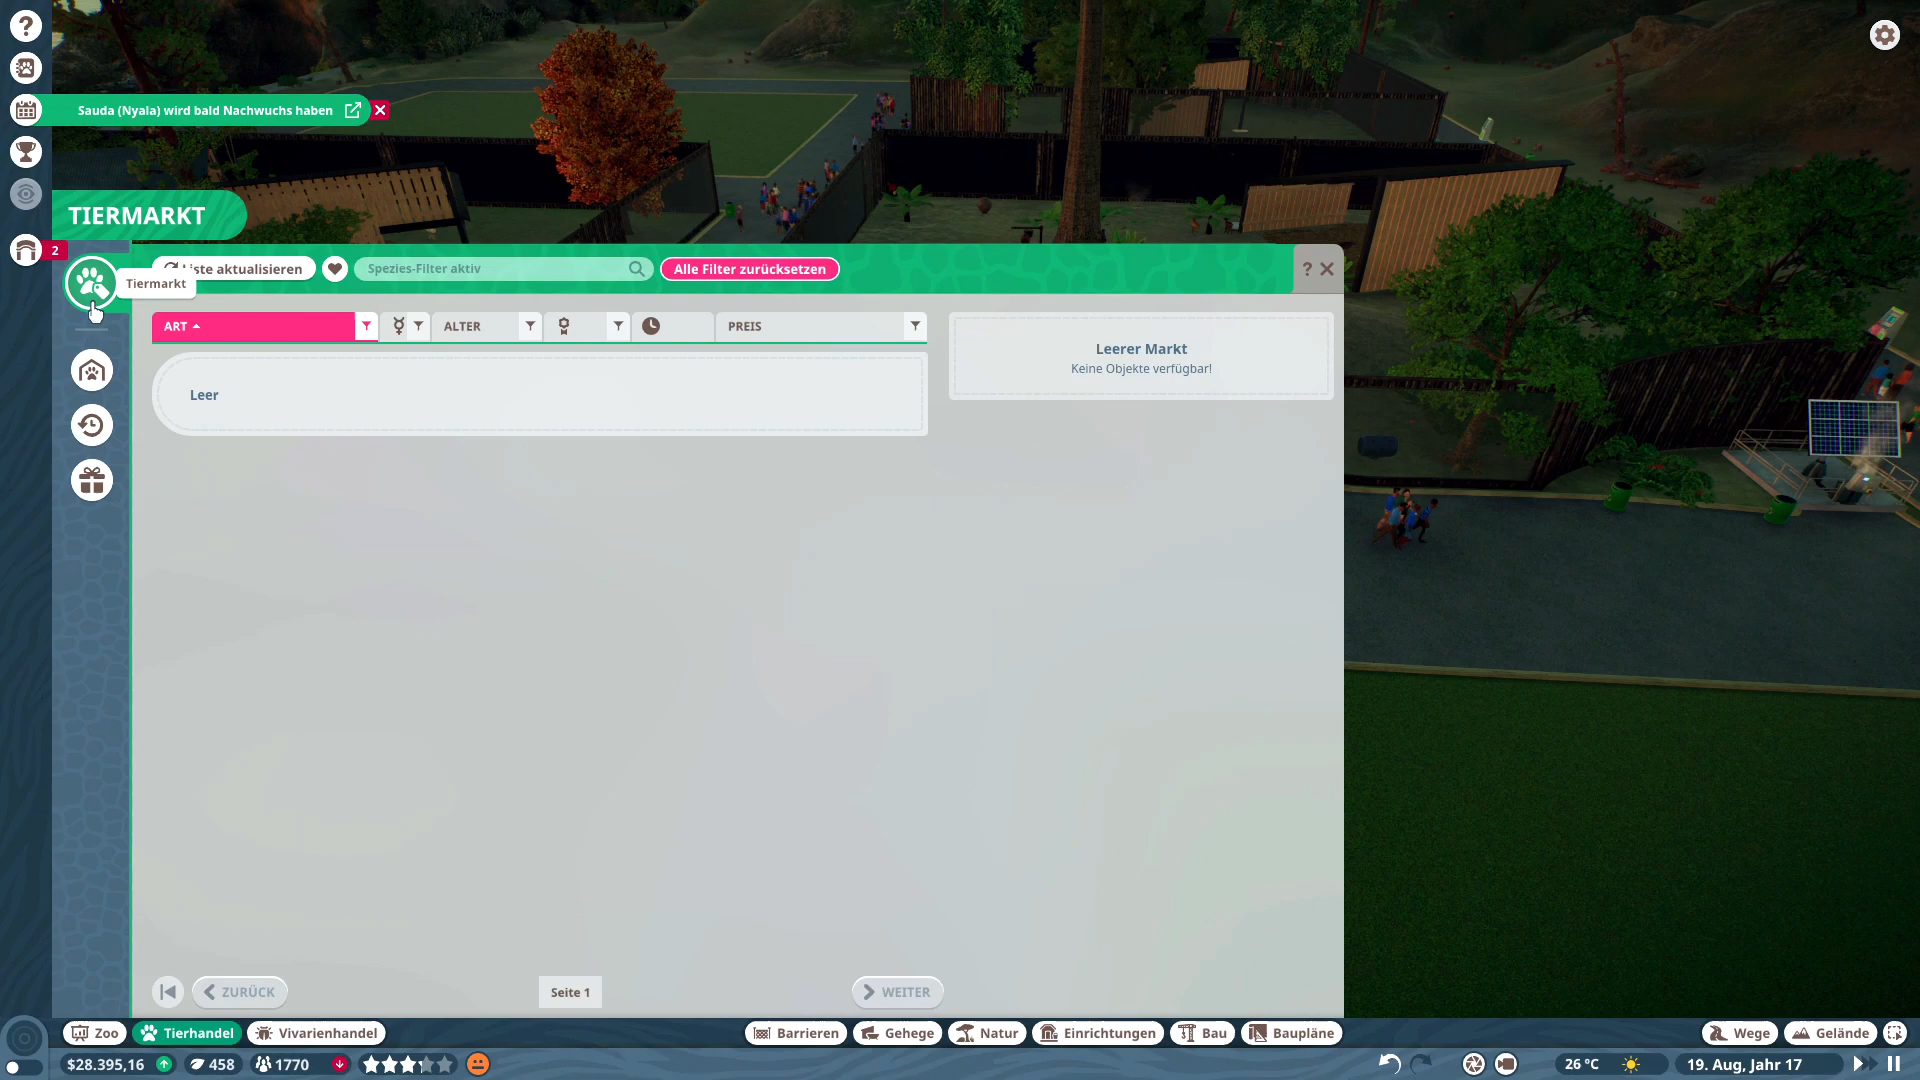 ?
Sauda (Nyala) wird bald Nachwuchs haben
TIERMARKT
2
Liste aktualisieren
Spezies-Filter aktiv
Alle Filter zurücksetzen
?
Tiermarkt
ART
ALTER
PREIS
Leerer Markt
Keine Objekte verfügbar!
Leer
ZURÜCK
Seite 1
WEITER
Zoo
Tierhandel
Vivarienhandel
Barrieren
Gehege
Natur
Einrichtungen
Bau
Baupläne
Wege
Gelände
$28.395,16
458
1770
26 °C
19. Aug, Jahr 17